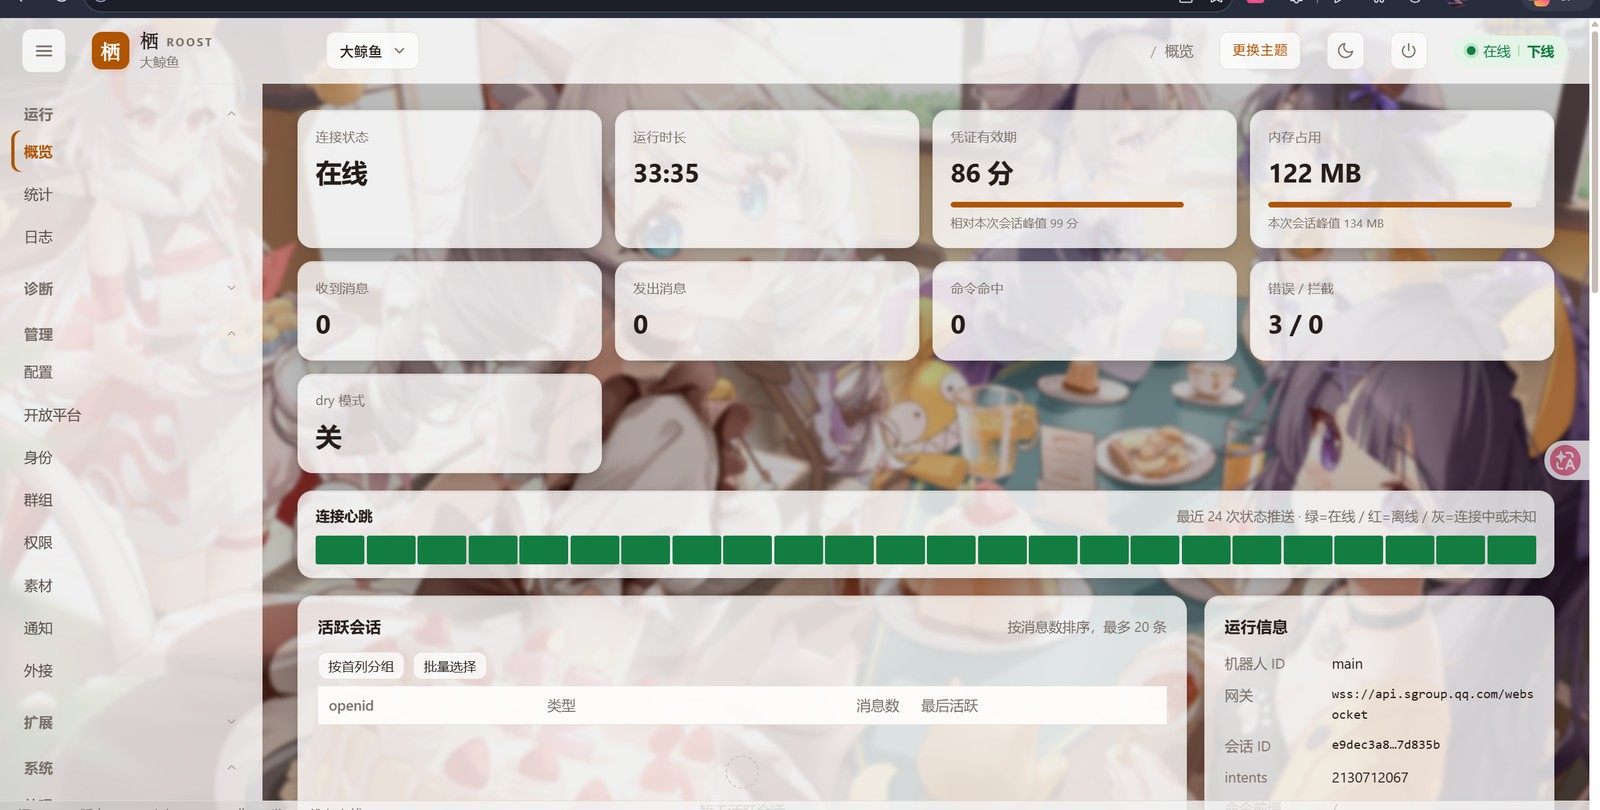 栖
栖 ROOST
大鲸鱼
大鲸鱼
/ 概览
更换主题
在线 | 下线
运行
概览
统计
日志
诊断
管理
配置
开放平台
身份
群组
权限
素材
通知
外接
扩展
系统
连接状态
在线
运行时长
33:35
凭证有效期
86 分
相对本次会话峰值 99 分
内存占用
122 MB
本次会话峰值 134 MB
收到消息
0
发出消息
0
命令命中
0
错误 / 拦截
3 / 0
dry 模式
关
连接心跳
最近 24 次状态推送 · 绿=在线 / 红=离线 / 灰=连接中或未知
活跃会话
按消息数排序，最多 20 条
按首列分组
批量选择
openid 类型 消息数 最后活跃
运行信息
机器人 ID main
网关 wss://api.sgroup.qq.com/webs
ocket
会话 ID e9dec3a8…7d835b
intents 2130712067